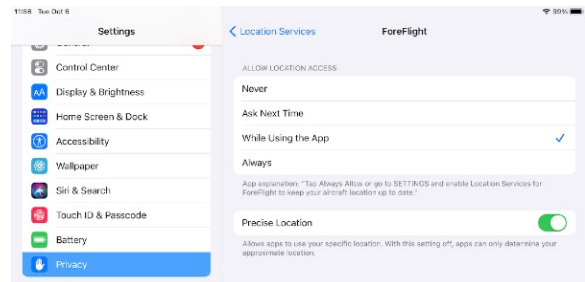 11:58 Tue Oct 6
99%
Settings
Location Services
ForeFlight
General
Control Center
Display & Brightness
Home Screen & Dock
Accessibility
Wallpaper
Siri & Search
Touch ID & Passcode
Battery
Privacy
ALLOW LOCATION ACCESS
Never
Ask Next Time
While Using the App
Always
App explanation: "Tap Always Allow or go to SETTINGS and enable Location Services for
ForeFlight to keep your aircraft location up to date."
Precise Location
Allows apps to use your specific location. With this setting off, apps can only determine your
approximate location.